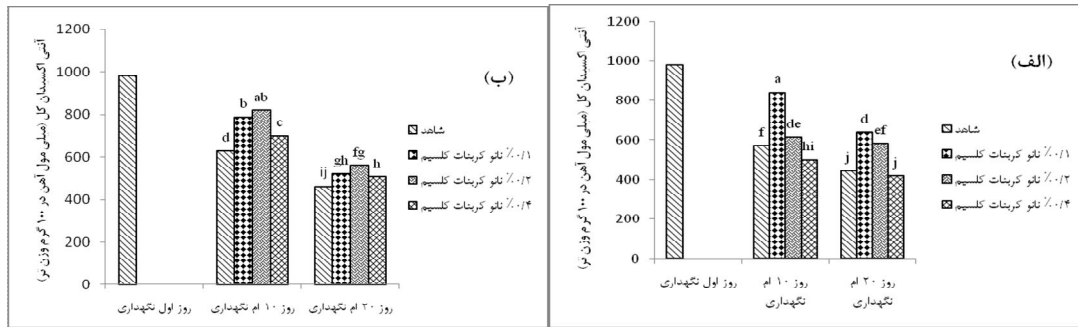 (الف)
آنتی اکسیدان کل (میلی مول آهن در ۱۰۰ گرم وزن تر)
1200
1000
800
600
400
200
0
f a de hi
j d ef j
شاهد
٪۰/۱ نانو کربنات کلسیم
٪۰/۲ نانو کربنات کلسیم
٪۰/۴ نانو کربنات کلسیم
روز اول نگهداری
روز ۱۰ ام
نگهداری
روز ۲۰ ام
نگهداری
(ب)
آنتی اکسیدان کل (میلی مول آهن در ۱۰۰ گرم وزن تر)
1200
1000
800
600
400
200
0
d b ab c
ij gh fg h
شاهد
٪۰/۱ نانو کربنات کلسیم
٪۰/۲ نانو کربنات کلسیم
٪۰/۴ نانو کربنات کلسیم
روز اول نگهداری
روز ۱۰ ام نگهداری
روز ۲۰ ام نگهداری